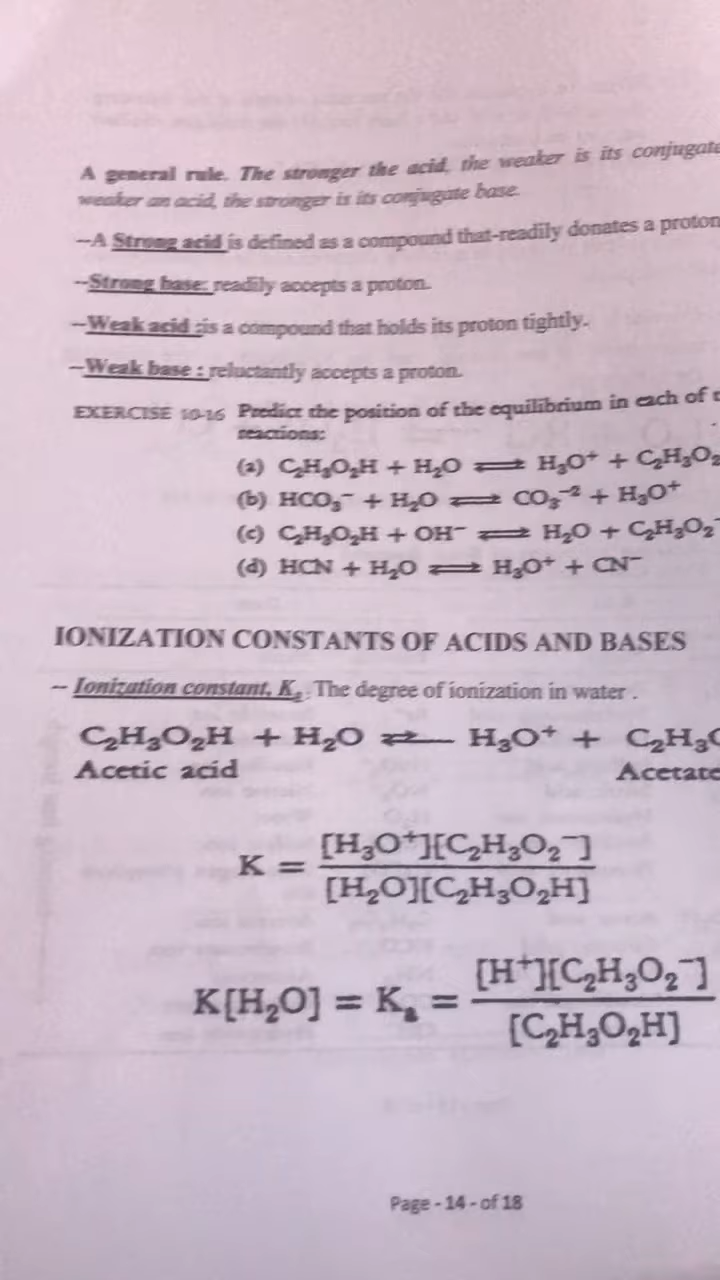 A general rule. The stronger the acid, the weaker is its conjugate
weaker an acid, the stronger is its conjugate base.
--A Strong acid is defined as a compound that-readily donates a proton
--Strong base: readily accepts a proton.
--Weak acid :is a compound that holds its proton tightly.
--Weak base : reluctantly accepts a proton.
EXERCISE 10-16 Predict the position of the equilibrium in each of
reactions:
(a) C₂H₃O₂H + H₂O ⇌ H₃O⁺ + C₂H₃O₂
(b) HCO₃⁻ + H₂O ⇌ CO₃⁻² + H₃O⁺
(c) C₂H₃O₂H + OH⁻ ⇌ H₂O + C₂H₃O₂⁻
(d) HCN + H₂O ⇌ H₃O⁺ + CN⁻
IONIZATION CONSTANTS OF ACIDS AND BASES
-- Ionization constant, Kₐ. The degree of ionization in water .
C₂H₃O₂H + H₂O ⇌ H₃O⁺ + C₂H₃
Acetic acid Acetate
K = [H₃O⁺][C₂H₃O₂⁻]
[H₂O][C₂H₃O₂H]
K[H₂O] = Kₐ = [H⁺][C₂H₃O₂⁻]
[C₂H₃O₂H]
Page - 14 - of 18